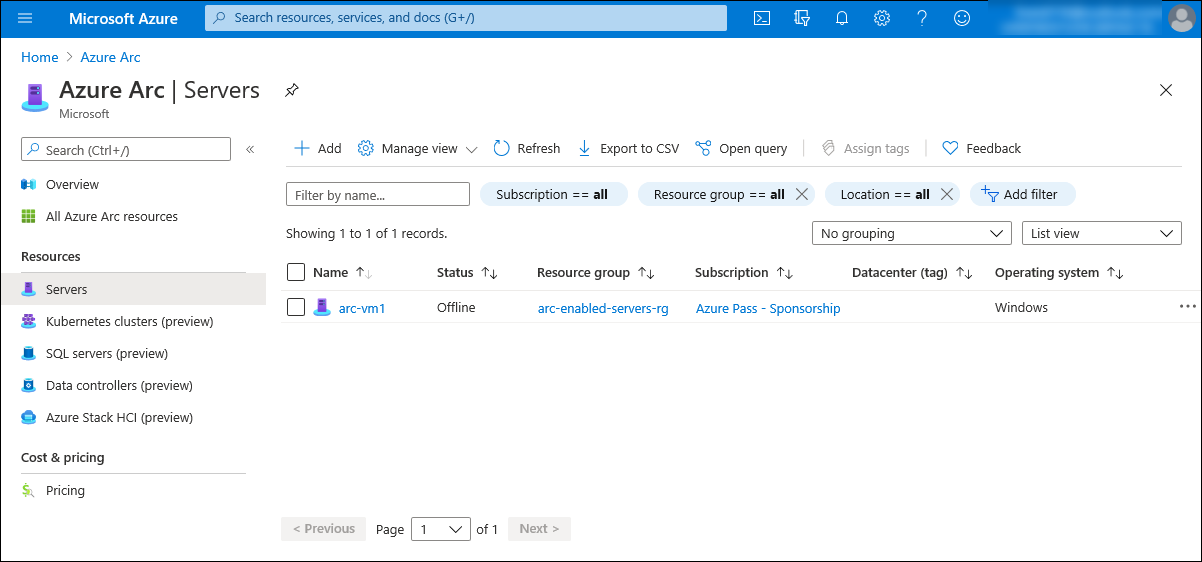 Microsoft Azure
Search resources, services, and docs (G+/)
Home > Azure Arc
Azure Arc | Servers
Microsoft
Search (Ctrl+/)
«
Overview
All Azure Arc resources
Resources
Servers
Kubernetes clusters (preview)
SQL servers (preview)
Data controllers (preview)
Azure Stack HCI (preview)
Cost & pricing
Pricing
Add Manage view Refresh Export to CSV Open query Assign tags Feedback
Filter by name... Subscription == all Resource group == all Location == all Add filter
Showing 1 to 1 of 1 records. No grouping List view
Name Status Resource group Subscription Datacenter (tag) Operating system
arc-vm1 Offline arc-enabled-servers-rg Azure Pass - Sponsorship Windows
< Previous Page 1 of 1 Next >